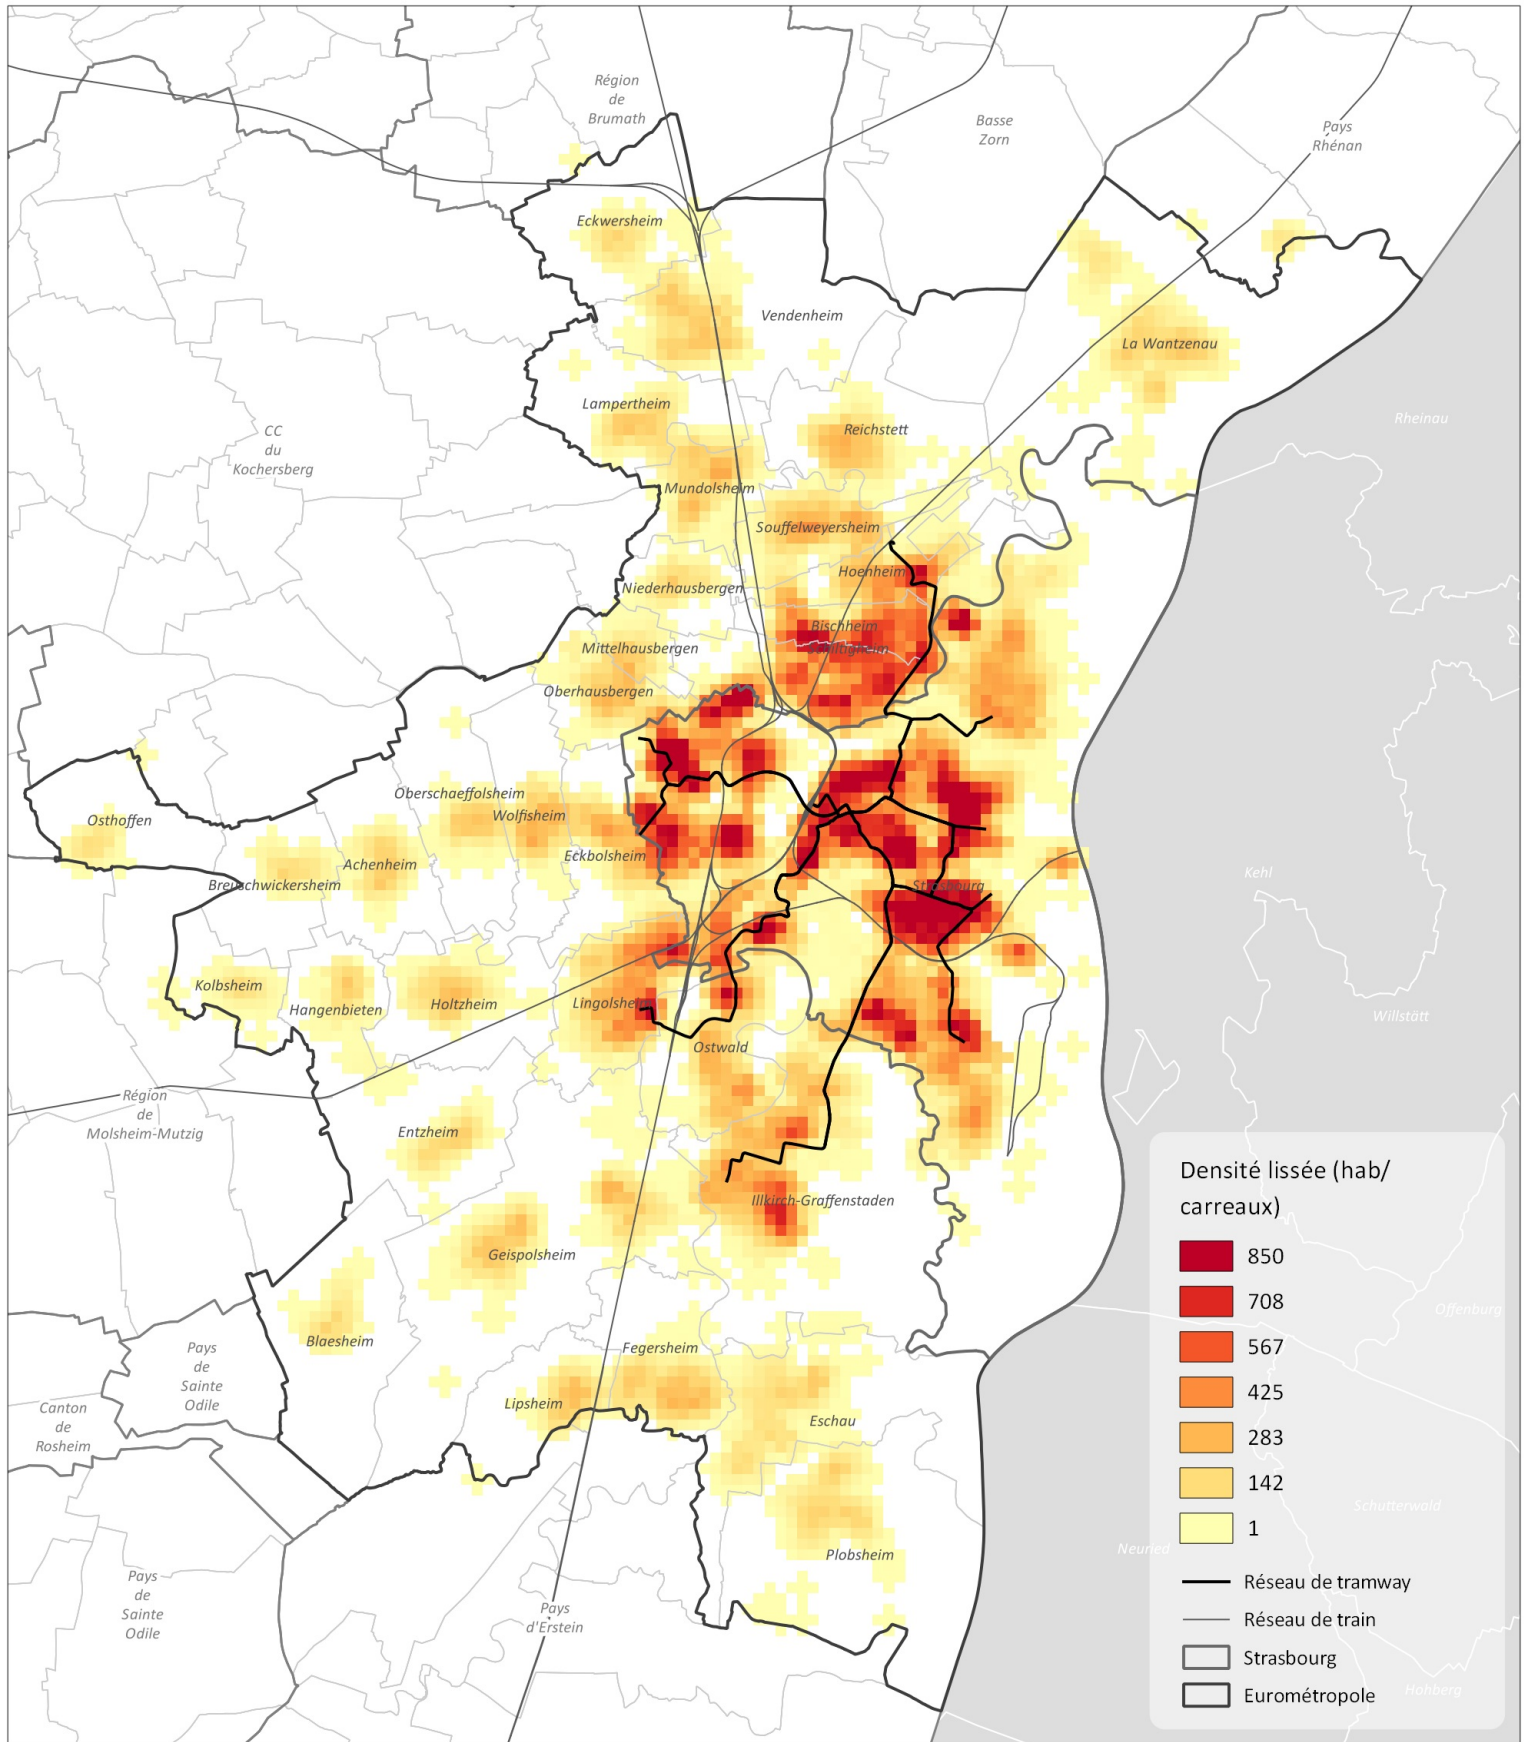 Région
de
Brumath
Basse
Zorn
Pays
Rhénan
Eckwersheim
Vendenheim
La Wantzenau
Lampertheim
Reichstett
Rheinau
CC
du
Kochersberg
Mundolsheim
Souffelweyersheim
Hoenheim
Niederhausbergen
Bischheim
Schiltigheim
Mittelhausbergen
Oberhausbergen
Oberschaeffolsheim
Wolfisheim
Osthoffen
Eckbolsheim
Achenheim
Breuschwickersheim
Strasbourg
Kehl
Kolbsheim
Hangenbieten
Holtzheim
Lingolsheim
Willstätt
Ostwald
Région
de
Molsheim-Mutzig
Entzheim
Illkirch-Graffenstaden
Geispolsheim
Blaesheim
Fegersheim
Pays
de
Sainte
Odile
Lipsheim
Eschau
Canton
de
Rosheim
Plobsheim
Pays
de
Sainte
Odile
Pays
d'Erstein
Densité lissée (hab/
carreaux)
850
708
567
425
283
142
1
Réseau de tramway
Réseau de train
Strasbourg
Eurométropole
Offenburg
Schutterwald
Neuried
Hohberg